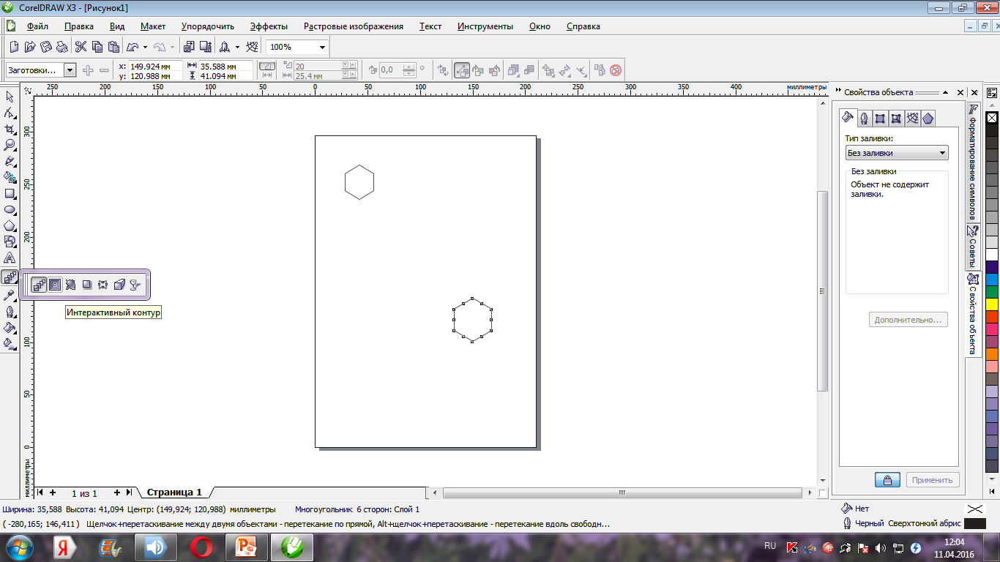 CorelDRAW X3 - [Рисунок1]
Файл Правка Вид Макет Упорядочить Эффекты Растровые изображения Текст Инструменты Окно Справка
100%
Заготовки... x: 149.924 мм 35.588 мм 20 0,0 °
y: 120.988 мм 41.094 мм 25.4 мм
250 200 150 100 50 0 50 100 150 200 250 300 350 400 миллиметры
300
250
200
100
50
0
миллиметры
Интерактивный контур
Свойства объекта
Тип заливки:
Без заливки
Без заливки
Объект не содержит
заливки.
Дополнительно...
Применить
Форматирование символов
Советы
Свойства объекта
1 из 1 Страница 1
Ширина: 35,588 Высота: 41,094 Центр: (149,924; 120,988) миллиметры Многоугольник 6 сторон: Слой 1
Нет
( -280,165; 146,411 ) Щелчок+перетаскивание между двумя объектами - перетекание по прямой, Alt+щелчок+перетаскивание - перетекание вдоль свободн...
Черный Сверхтонкий абрис
RU
12:04
11.04.2016